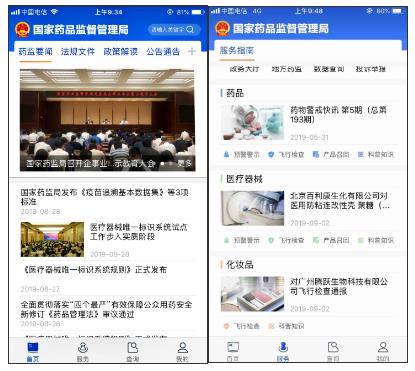 中国电信 上午9:34 81%
国家药品监督管理局
请输入关键字
药监要闻 法规文件 政策解读 公告通告 +
国家药监局召开企事业...示教育大会 更多
国家药监局发布《疫苗追溯基本数据集》等3项
标准
2019-08-28
医疗器械唯一标识系统试点
工作步入实质阶段
2019-08-28
《医疗器械唯一标识系统规则》正式发布
2019-08-27
全面贯彻落实“四个最严”有效保障公众用药安全
新修订《药品管理法》审议通过
2019-08-26
首页 服务 查询 我的
中国电信 4G 上午9:48 80%
国家药品监督管理局
服务指南
政务大厅 地方药监 数据查询 投诉举报
药品
药物警戒快讯 第5期（总第
193期）
2019-05-31
预警警示 飞行检查 产品召回 科普知识
医疗器械
北京百利康生化有限公司对
医用防粘连改性壳 聚糖（...
2019-09-02
预警警示 飞行检查 产品召回 科普知识
化妆品
对广州腾跃生物科技有限公
司飞行检查通报
2019-09-02
飞行检查 科普知识
首页 服务 查询 我的